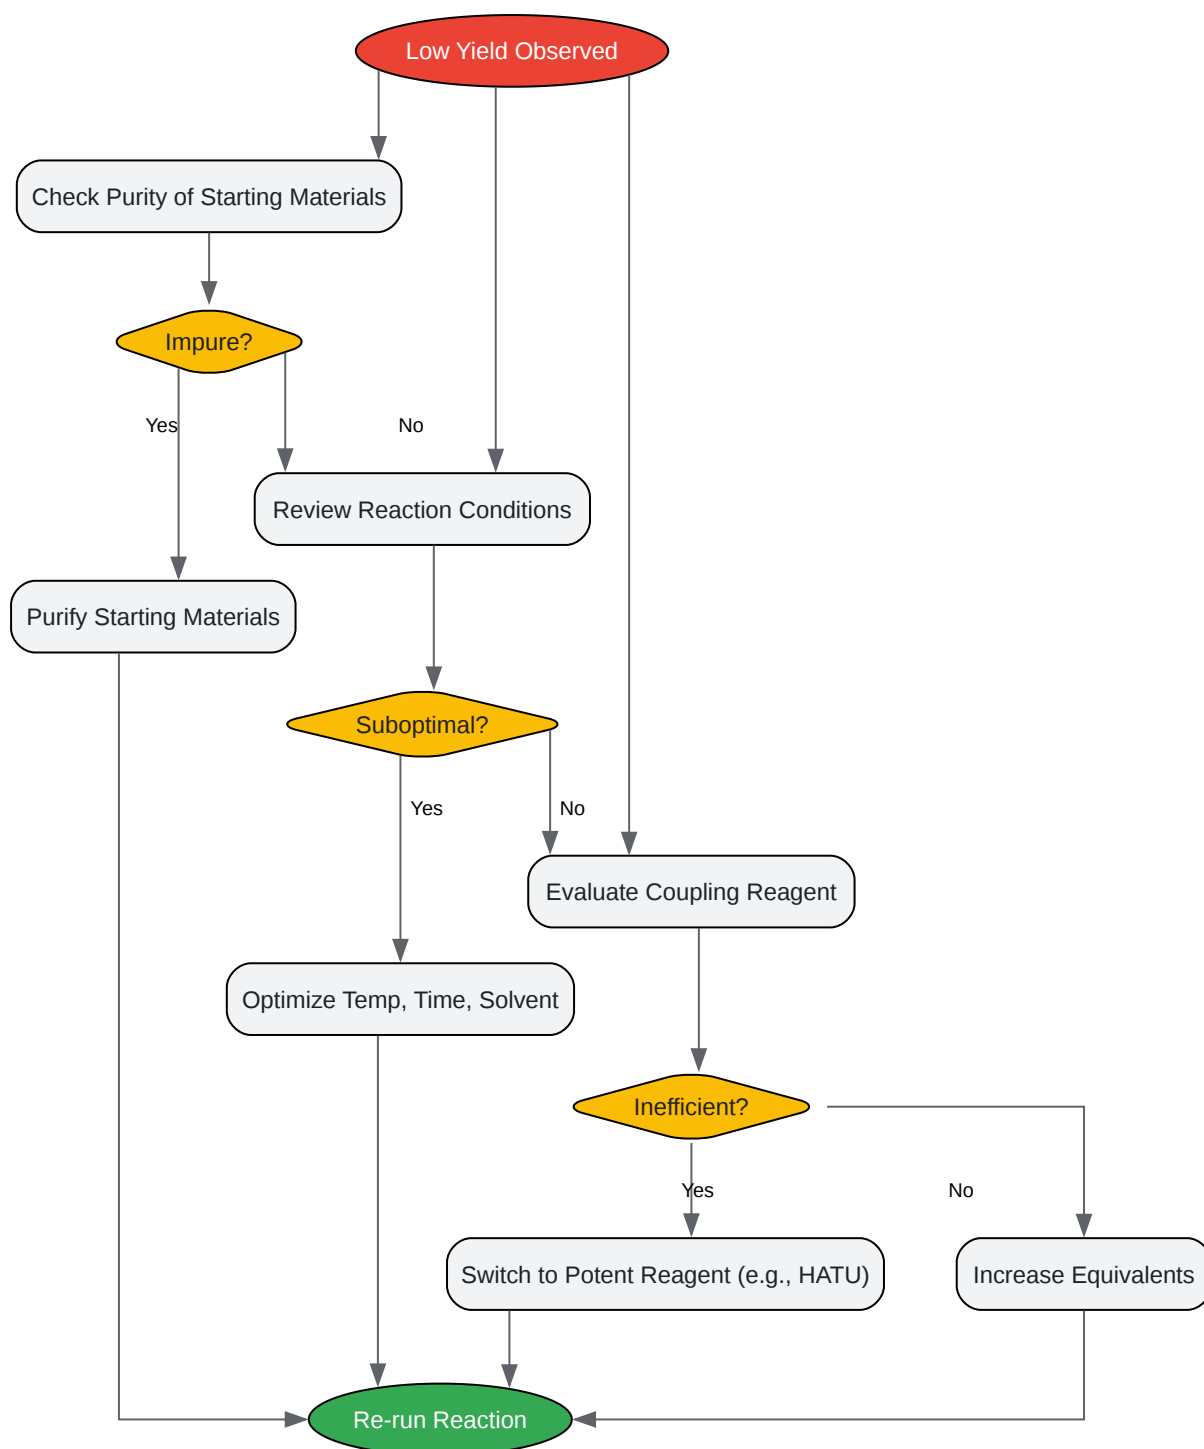 Low Yield Observed
Check Purity of Starting Materials
Impure?
Yes
No
Review Reaction Conditions
Purify Starting Materials
Suboptimal?
Yes
No
Evaluate Coupling Reagent
Optimize Temp, Time, Solvent
Inefficient?
Yes
No
Switch to Potent Reagent (e.g., HATU)
Increase Equivalents
Re-run Reaction